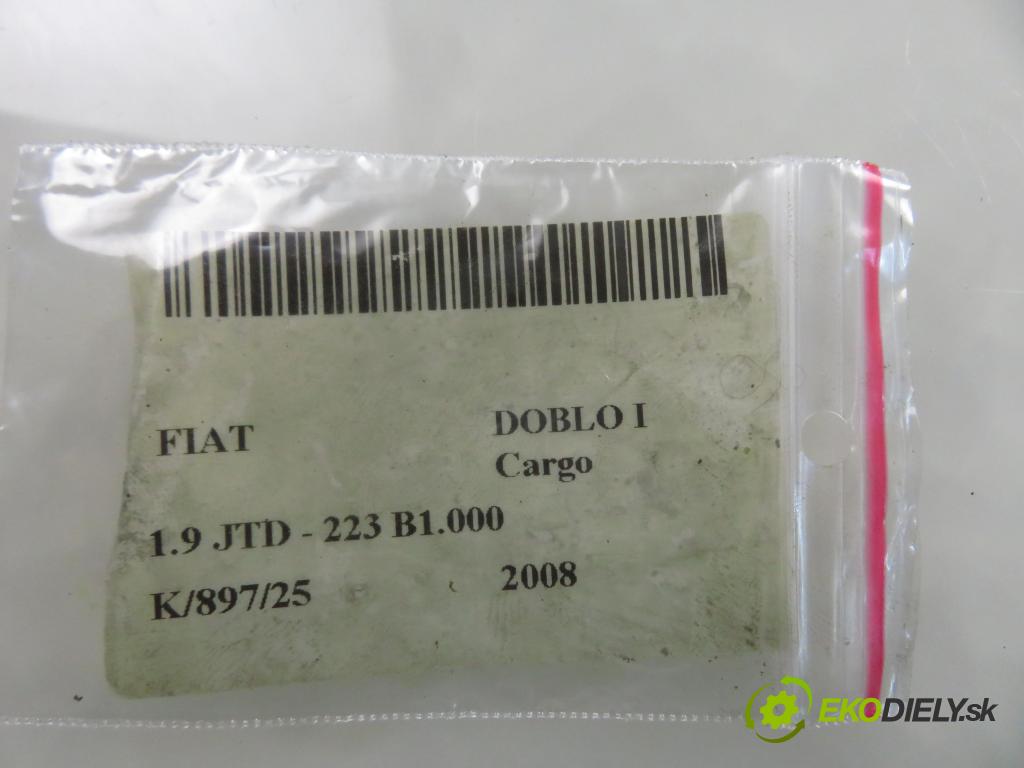 FIAT DOBLO I
Cargo
1.9 JTD - 223 B1.000
K/897/25 2008
EKODIELY.sk